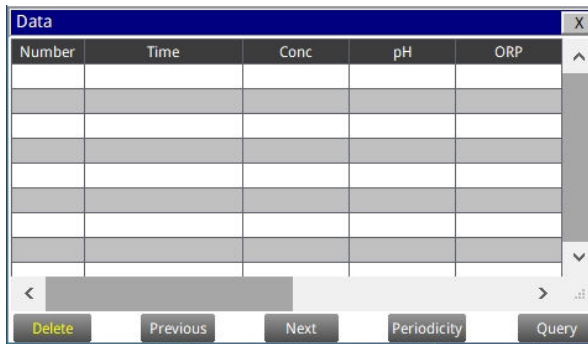 Data X
Number Time Conc pH ORP
Delete Previous Next Periodicity Query